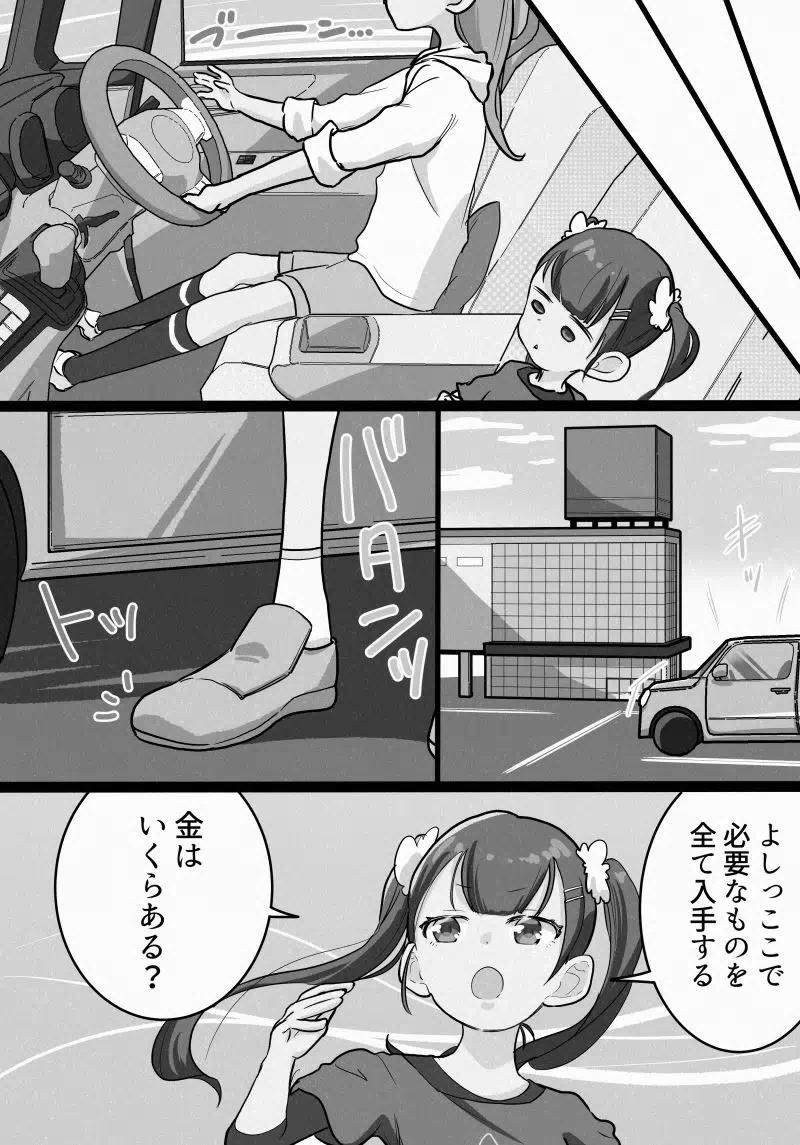 ブーン…
キッ
バタンッ
トッ
よしっここで
必要なものを
全て入手する
金は
いくらある？